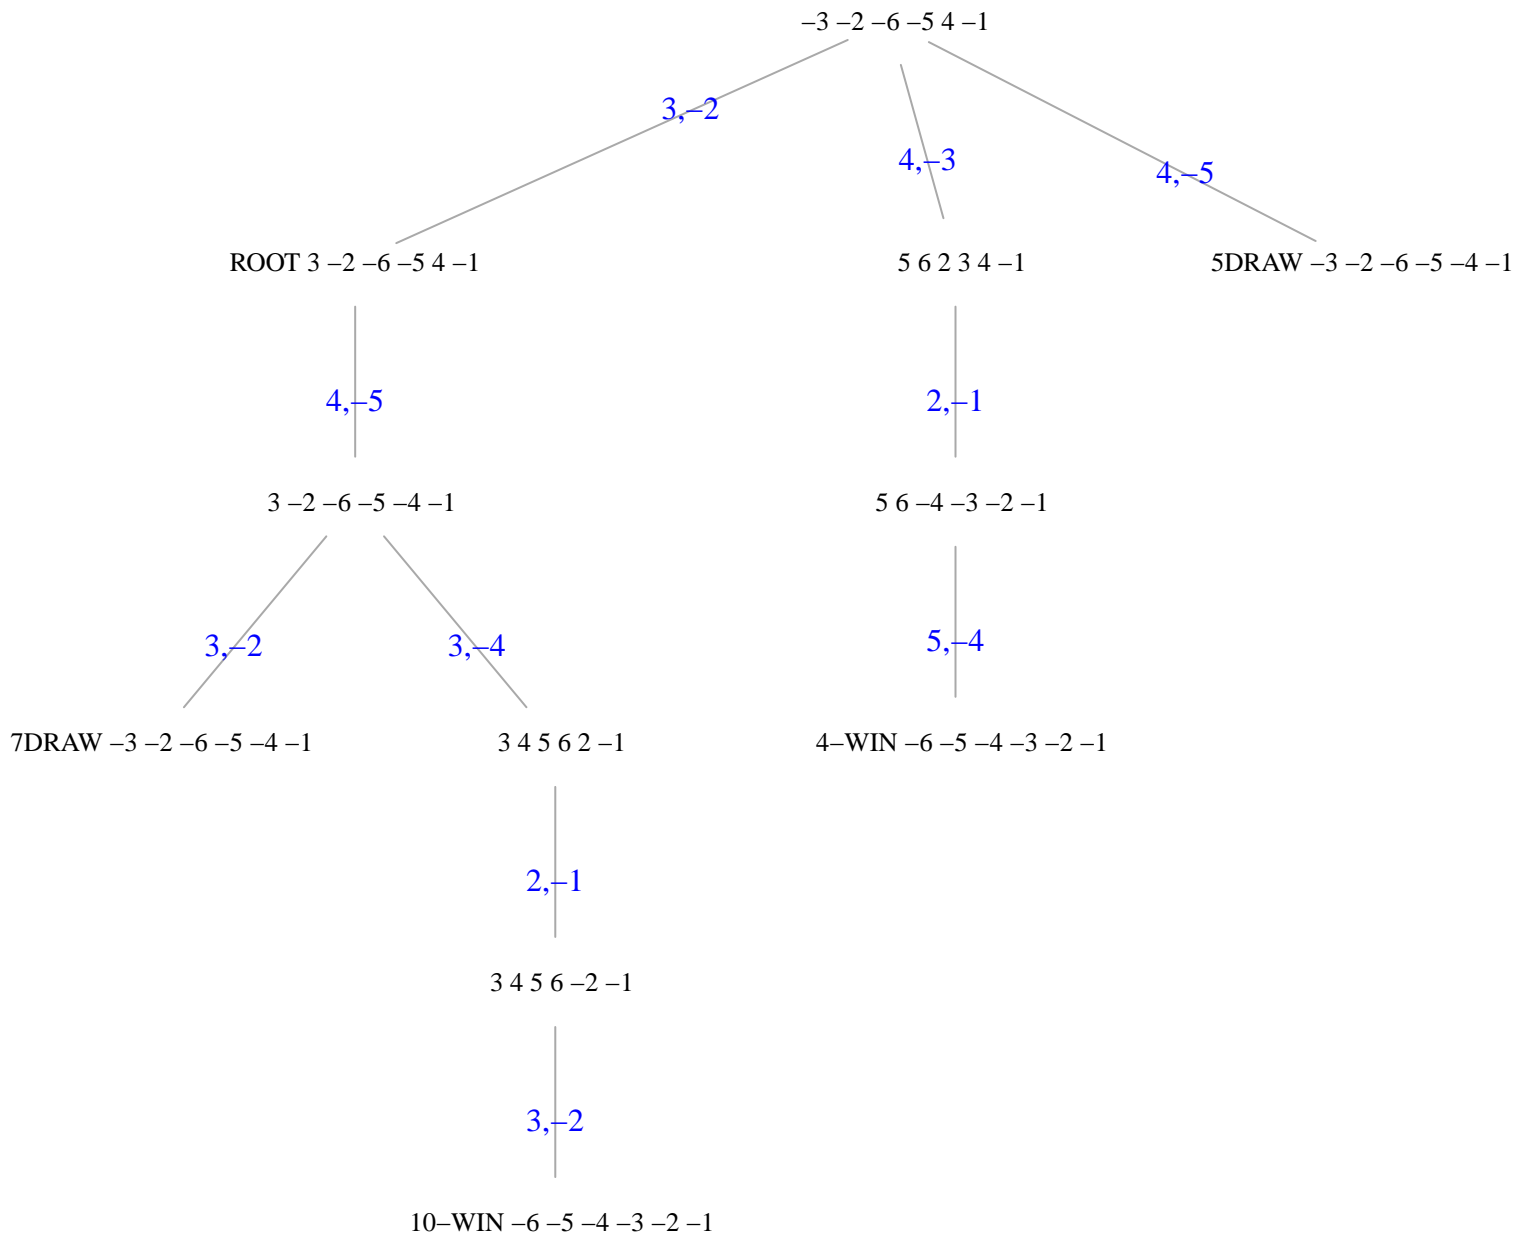 –3 –2 –6 –5 4 –1
3,–2
4,–3
4,–5
ROOT 3 –2 –6 –5 4 –1
5 6 2 3 4 –1
5DRAW –3 –2 –6 –5 –4 –1
4,–5
2,–1
3 –2 –6 –5 –4 –1
5 6 –4 –3 –2 –1
3,–2
3,–4
5,–4
7DRAW –3 –2 –6 –5 –4 –1
3 4 5 6 2 –1
4–WIN –6 –5 –4 –3 –2 –1
2,–1
3 4 5 6 –2 –1
3,–2
10–WIN –6 –5 –4 –3 –2 –1